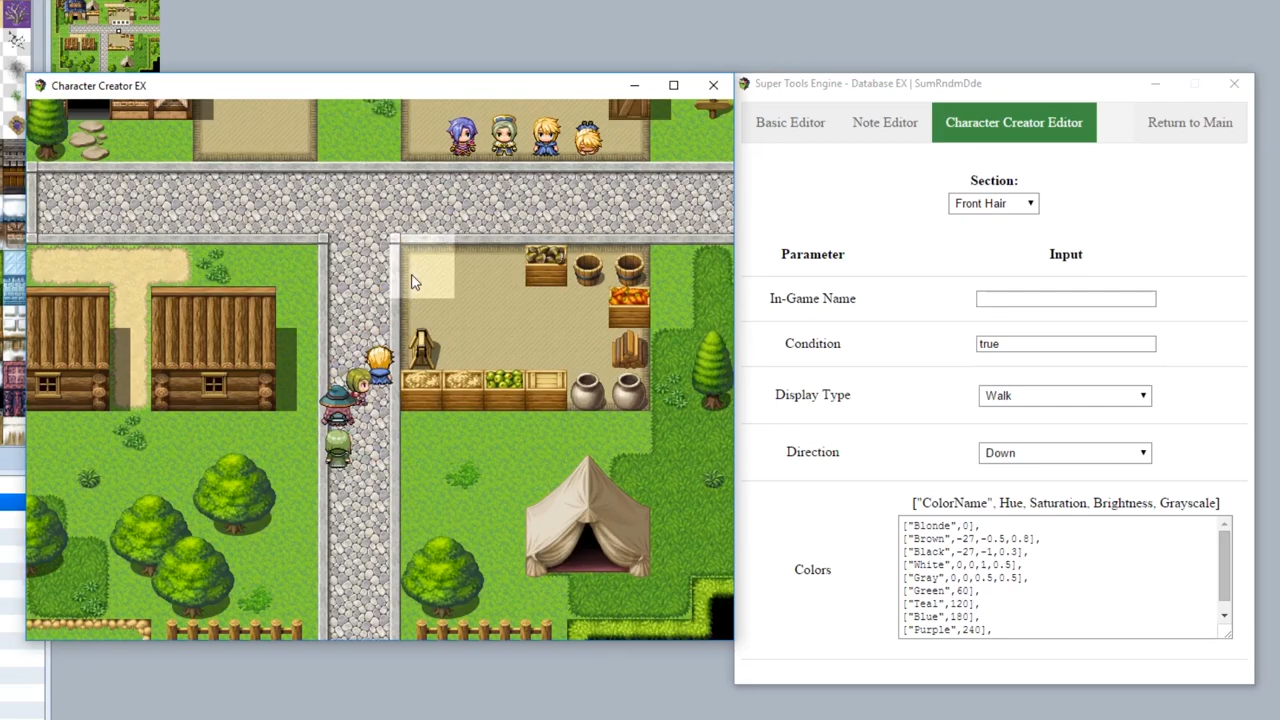 Character Creator EX
Super Tools Engine - Database EX | SumRndmDde
Basic Editor
Note Editor
Character Creator Editor
Return to Main
Section:
Front Hair
Parameter
Input
In-Game Name
Condition
true
Display Type
Walk
Direction
Down
["ColorName", Hue, Saturation, Brightness, Grayscale]
Colors
["Blonde",0],
["Brown",-27,-0.5,0.8],
["Black",-27,-1,0.3],
["White",0,0,1,0.5],
["Gray",0,0,0.5,0.5],
["Green",60],
["Teal",120],
["Blue",180],
["Purple",240],